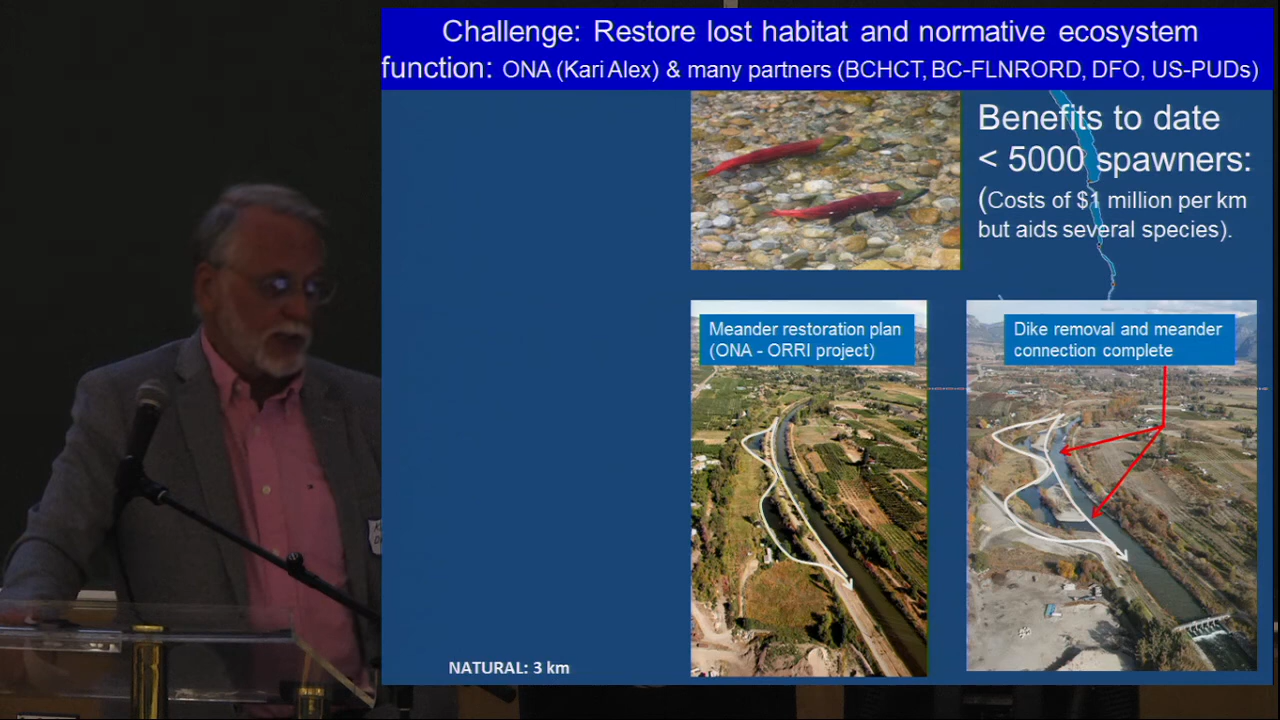 Challenge: Restore lost habitat and normative ecosystem
function: ONA (Kari Alex) & many partners (BCHCT, BC-FLNRORD, DFO, US-PUDs)
Benefits to date
< 5000 spawners:
(Costs of $1 million per km
but aids several species).
Meander restoration plan
(ONA - ORRI project)
Dike removal and meander
connection complete
NATURAL: 3 km